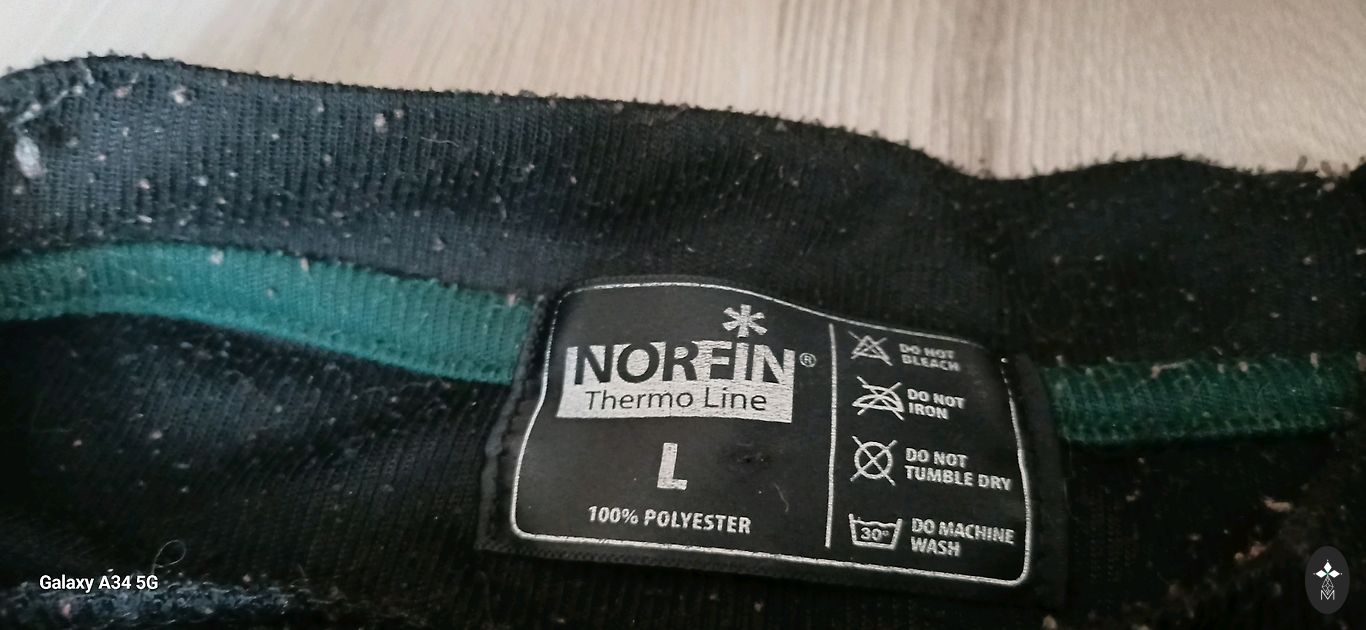 NORFIN®
Thermo Line
L
100% POLYESTER
DO NOT
BLEACH
DO NOT
IRON
DO NOT
TUMBLE DRY
30°
DO MACHINE
WASH
Galaxy A34 5G
M